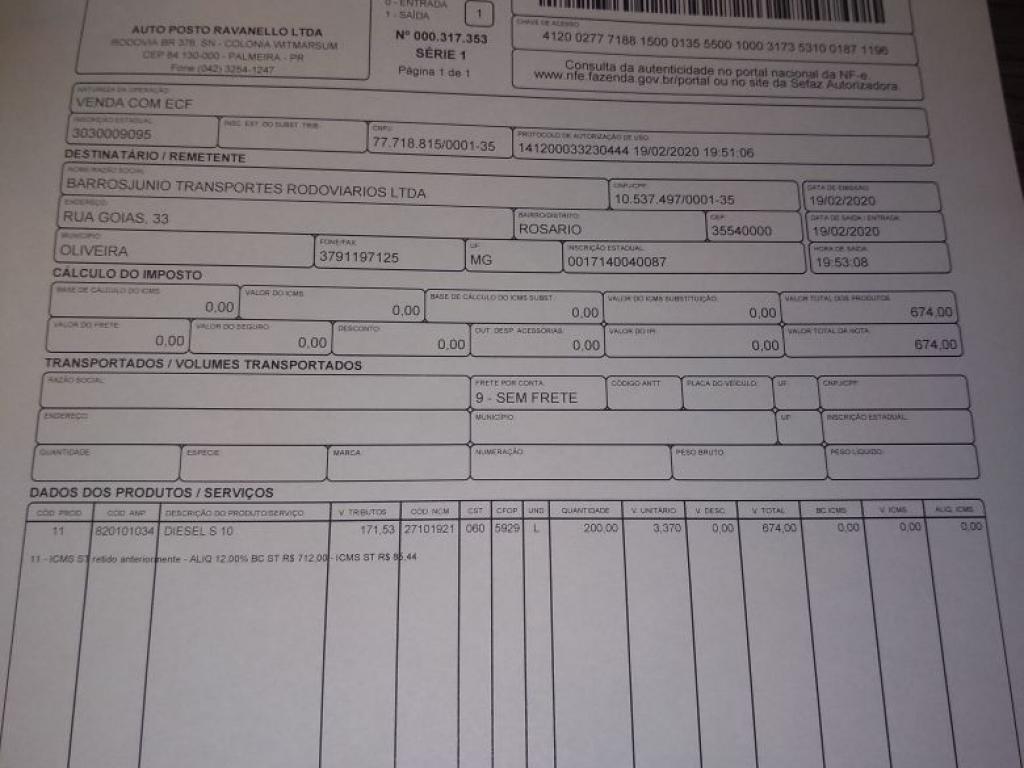 0 - ENTRADA
1 - SAÍDA
1
AUTO POSTO RAVANELLO LTDA
RODOVIA BR 376, SN - COLONIA WITMARSUM
CEP 84.130-000 - PALMEIRA - PR
Fone (042) 3254-1247
Nº 000.317.353
SÉRIE 1
Página 1 de 1
CHAVE DE ACESSO
4120 0277 7188 1500 0135 5500 1000 3173 5310 0187 1196
Consulta da autenticidade no portal nacional da NF-e.
www.nfe.fazenda.gov.br/portal ou no site da Sefaz Autorizadora
NATUREZA DA OPERAÇÃO
VENDA COM ECF
INSCRIÇÃO ESTADUAL INSC. EST. DO SUBST. TRIB. CNPJ PROTOCOLO DE AUTORIZAÇÃO DE USO
3030009095 77.718.815/0001-35 141200033230444 19/02/2020 19:51:06
DESTINATÁRIO / REMETENTE
NOME/RAZÃO SOCIAL CNPJ/CPF DATA DE EMISSÃO
BARROSJUNIO TRANSPORTES RODOVIARIOS LTDA 10.537.497/0001-35 19/02/2020
ENDEREÇO BAIRRO/DISTRITO CEP DATA DE SAIDA / ENTRADA
RUA GOIAS, 33 ROSARIO 35540000 19/02/2020
MUNICIPIO FONE/FAX UF INSCRIÇÃO ESTADUAL HORA DE SAIDA
OLIVEIRA 3791197125 MG 0017140040087 19:53:08
CÁLCULO DO IMPOSTO
BASE DE CÁLCULO DO ICMS VALOR DO ICMS BASE DE CÁLCULO DO ICMS SUBST. VALOR DO ICMS SUBSTITUIÇÃO VALOR TOTAL DOS PRODUTOS
0,00 0,00 0,00 0,00 674,00
VALOR DO FRETE VALOR DO SEGURO DESCONTO OUT. DESP. ACESSORIAS VALOR DO IPI VALOR TOTAL DA NOTA
0,00 0,00 0,00 0,00 0,00 674,00
TRANSPORTADOS / VOLUMES TRANSPORTADOS
RAZÃO SOCIAL FRETE POR CONTA CÓDIGO ANTT PLACA DO VEÍCULO UF CNPJ/CPF
9 - SEM FRETE
ENDEREÇO MUNICÍPIO UF INSCRIÇÃO ESTADUAL
QUANTIDADE ESPECIE MARCA NUMERAÇÃO PESO BRUTO PESO LÍQUIDO
DADOS DOS PRODUTOS / SERVIÇOS
COD. PROD COD. ANP DESCRIÇÃO DO PRODUTO/SERVIÇO V. TRIBUTOS COD. NCM CST CFOP UND QUANTIDADE V. UNITÁRIO V. DESC. V. TOTAL BC ICMS V. ICMS ALIQ. ICMS
11 820101034 DIESEL S 10 171,53 27101921 060 5929 L 200,00 3,370 0,00 674,00 0,00 0,00 0,00
11 - ICMS ST retido anteriormente - ALIQ 12.00% BC ST R$ 712.00 - ICMS ST R$ 85.44